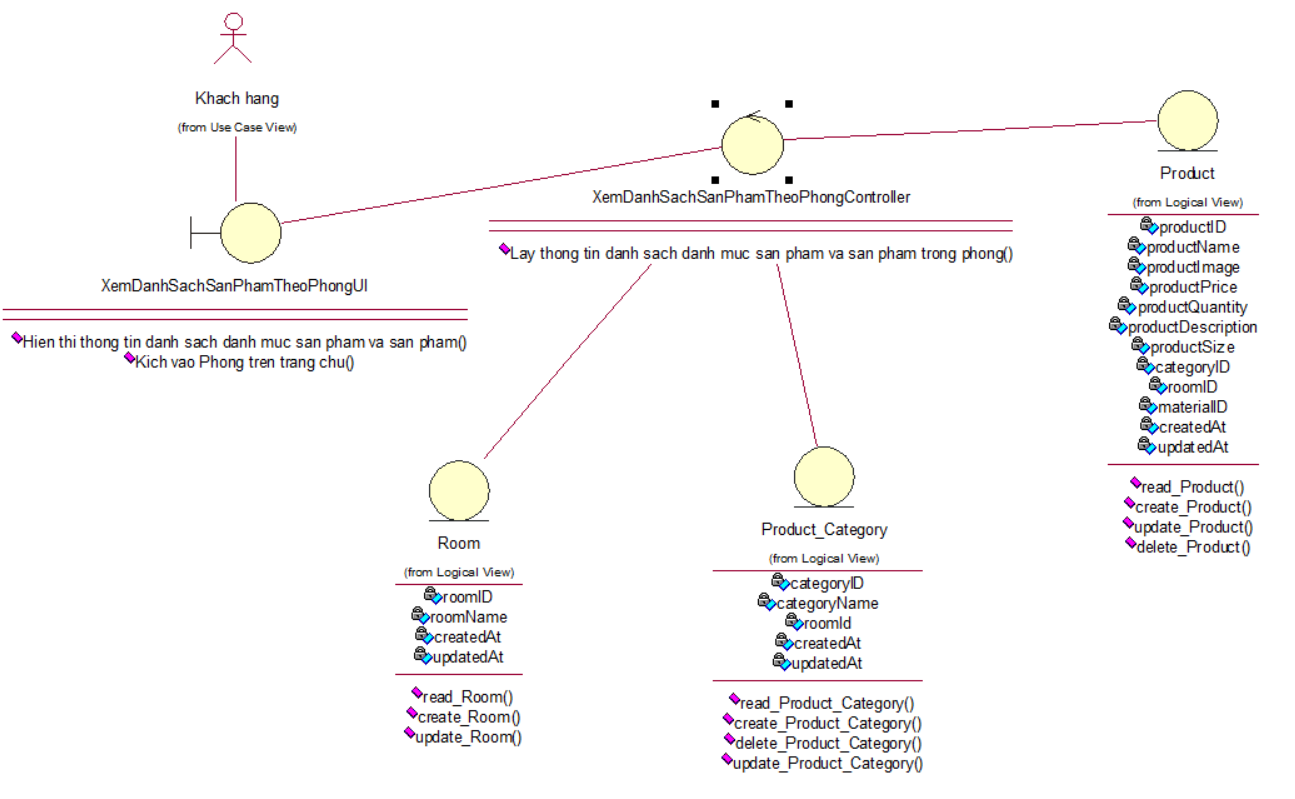 Khach hang
(from Use Case View)
XemDanhSachSanPhamTheoPhongUI
Hien thi thong tin danh sach danh muc san pham va san pham()
Kich vao Phong tren trang chu()
XemDanhSachSanPhamTheoPhongController
Lay thong tin danh sach danh muc san pham va san pham trong phong()
Product
(from Logical View)
productID
productName
productImage
productPrice
productQuantity
productDescription
productSize
categoryID
roomID
materialID
createdAt
updatedAt
read_Product()
create_Product()
update_Product()
delete_Product()
Room
(from Logical View)
roomID
roomName
createdAt
updatedAt
read_Room()
create_Room()
update_Room()
Product_Category
(from Logical View)
categoryID
categoryName
roomId
createdAt
updatedAt
read_Product_Category()
create_Product_Category()
delete_Product_Category()
update_Product_Category()